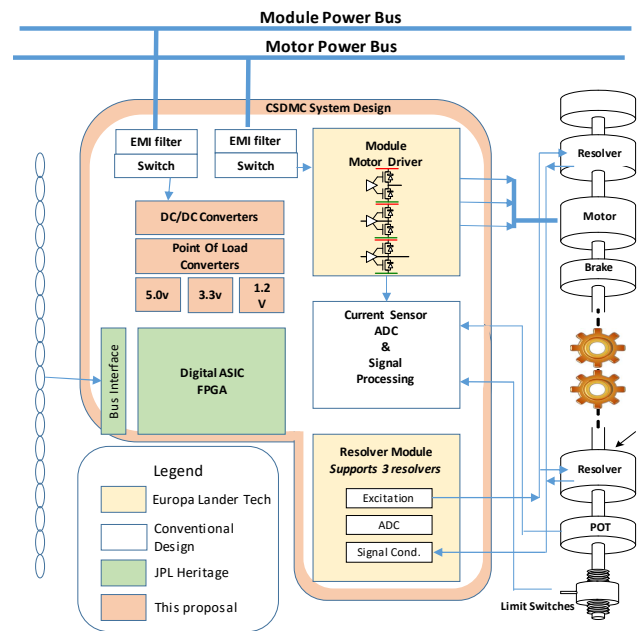 Module Power Bus
Motor Power Bus
CSDMC System Design
EMI filter
Switch
EMI filter
Switch
Module
Motor Driver
Resolver
DC/DC Converters
Motor
Point Of Load
Converters
Brake
5.0v
3.3v
1.2
V
Current Sensor
ADC
&
Signal
Processing
Bus Interface
Digital ASIC
FPGA
Resolver Module
Supports 3 resolvers
Excitation
ADC
Signal Cond.
Resolver
POT
Limit Switches
Legend
Europa Lander Tech
Conventional
Design
JPL Heritage
This proposal